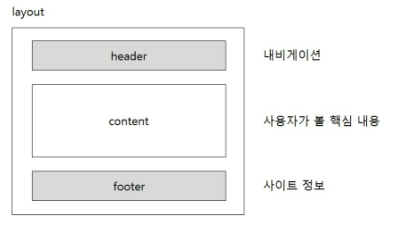 layout
header
내비게이션
content
사용자가 볼 핵심 내용
footer
사이트 정보